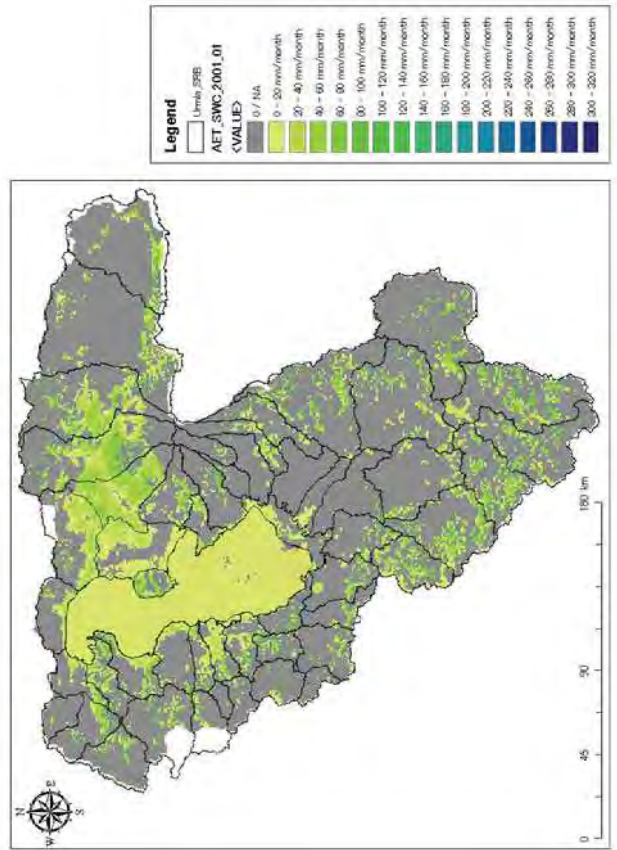 Legend
Urmia_SRB
AET_SWC_2001_01
<VALUE>
0 / NA
0 - 20 mm/month
20 - 40 mm/month
40 - 60 mm/month
60 - 80 mm/month
80 - 100 mm/month
100 - 120 mm/month
120 - 140 mm/month
140 - 160 mm/month
160 - 180 mm/month
180 - 200 mm/month
200 - 220 mm/month
220 - 240 mm/month
240 - 260 mm/month
260 - 280 mm/month
280 - 300 mm/month
300 - 320 mm/month
N
W E
S
0 45 90 180 km